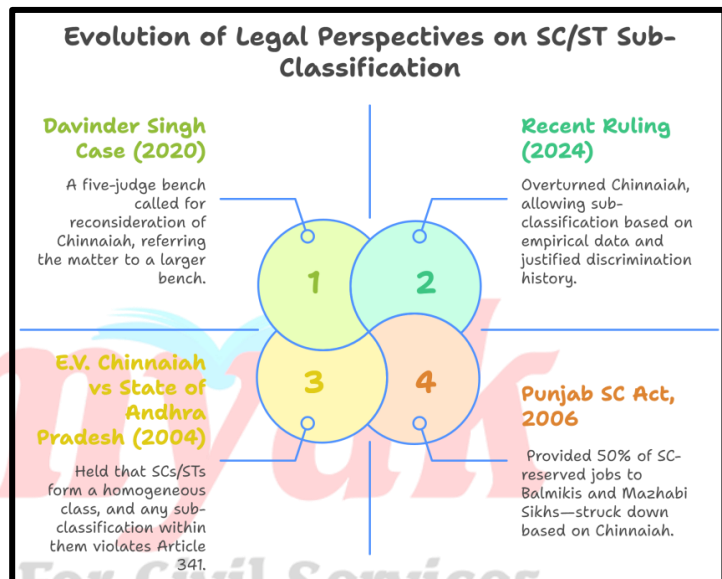 Evolution of Legal Perspectives on SC/ST Sub-
Classification
Davinder Singh
Case (2020)
A five-judge bench
called for
reconsideration of
Chinnaiah, referring
the matter to a larger
bench.
Recent Ruling
(2024)
Overturned Chinnaiah,
allowing sub-
classification based on
empirical data and
justified discrimination
history.
1
2
3
4
E.V. Chinnaiah
vs State of
Andhra
Pradesh (2004)
Held that SCs/STs
form a homogeneous
class, and any sub-
classification within
them violates Article
341.
Punjab SC Act,
2006
Provided 50% of SC-
reserved jobs to
Balmikis and Mazhabi
Sikhs—struck down
based on Chinnaiah.
For Civil Services